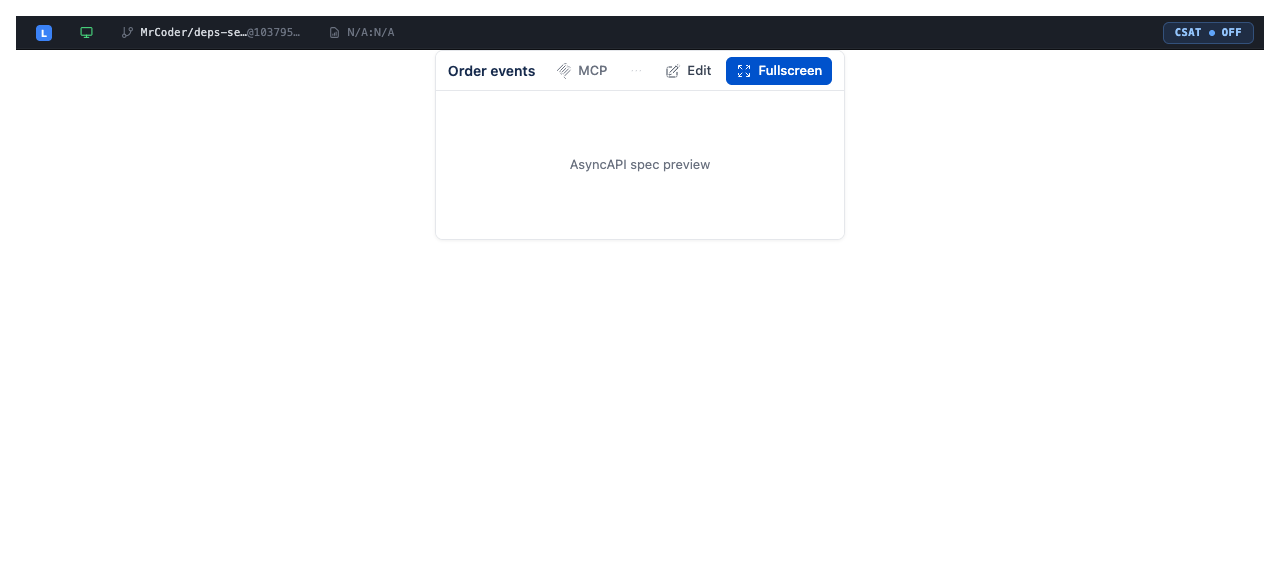 L MrCoder/deps-se…@103795… N/A:N/A CSAT ● OFF
Order events MCP ... Edit Fullscreen
AsyncAPI spec preview